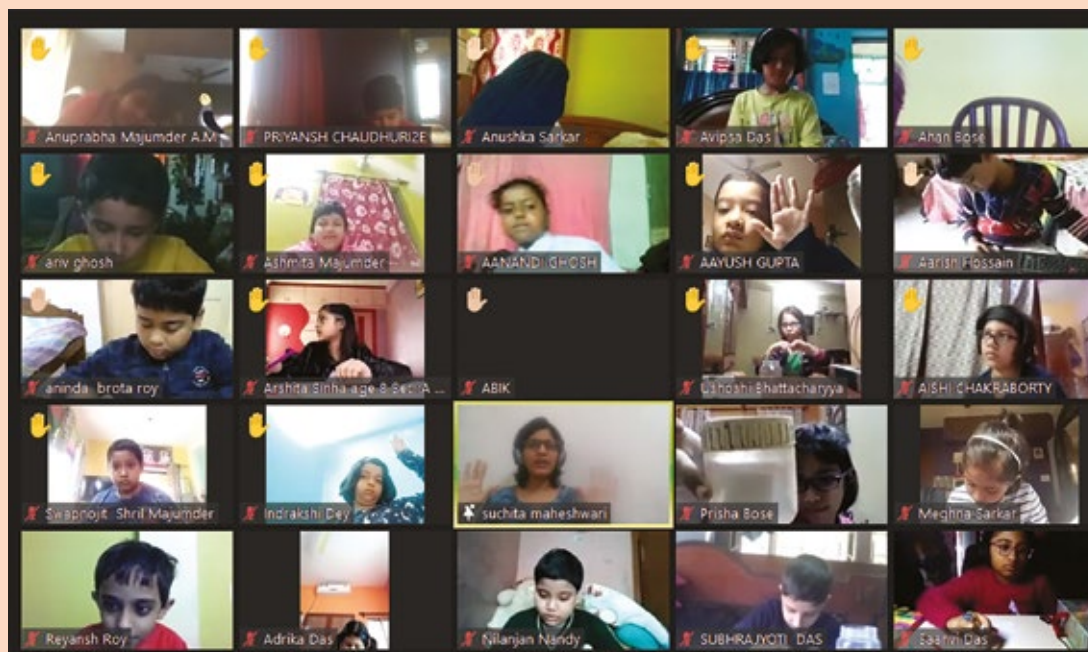 Anuprabha Majumder A.M
PRIYANSH CHAUDHURIZE
Anushka Sarkar
Avipsa Das
Ahan Bose
ariv ghosh
Ashmita Majumder
AANANDI GHOSH
AAYUSH GUPTA
Aarish Hossain
aninda brota roy
Arshita Sinha age 8 Set A ...
ABIK
Ushoshi Bhattacharyya
AISHI CHAKRABORTY
Swapnojit Shril Majumder
Indrakshi Dey
suchita maheshwari
Prisha Bose
Meghna Sarkar
Reyansh Roy
Adrika Das
Nilanjan Nandy
SUBHRAJYOTI DAS
Saanvi Das